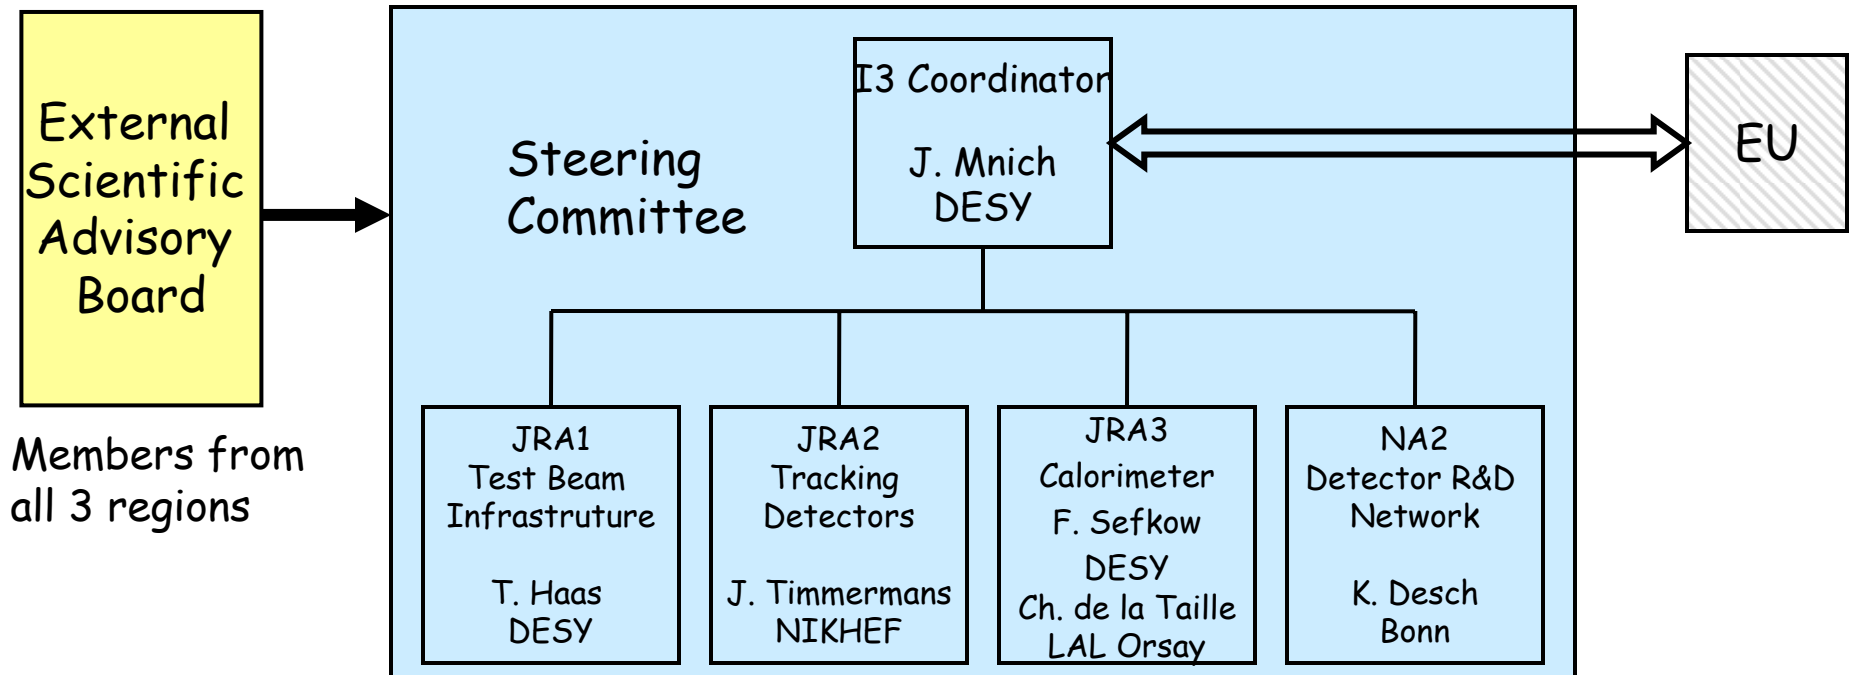 External
Scientific
Advisory
Board
Members from
all 3 regions
Steering
Committee
I3 Coordinator
J. Mnich
DESY
EU
JRA1
Test Beam
Infrastruture
T. Haas
DESY
JRA2
Tracking
Detectors
J. Timmermans
NIKHEF
JRA3
Calorimeter
F. Sefkow
DESY
Ch. de la Taille
LAL Orsay
NA2
Detector R&D
Network
K. Desch
Bonn